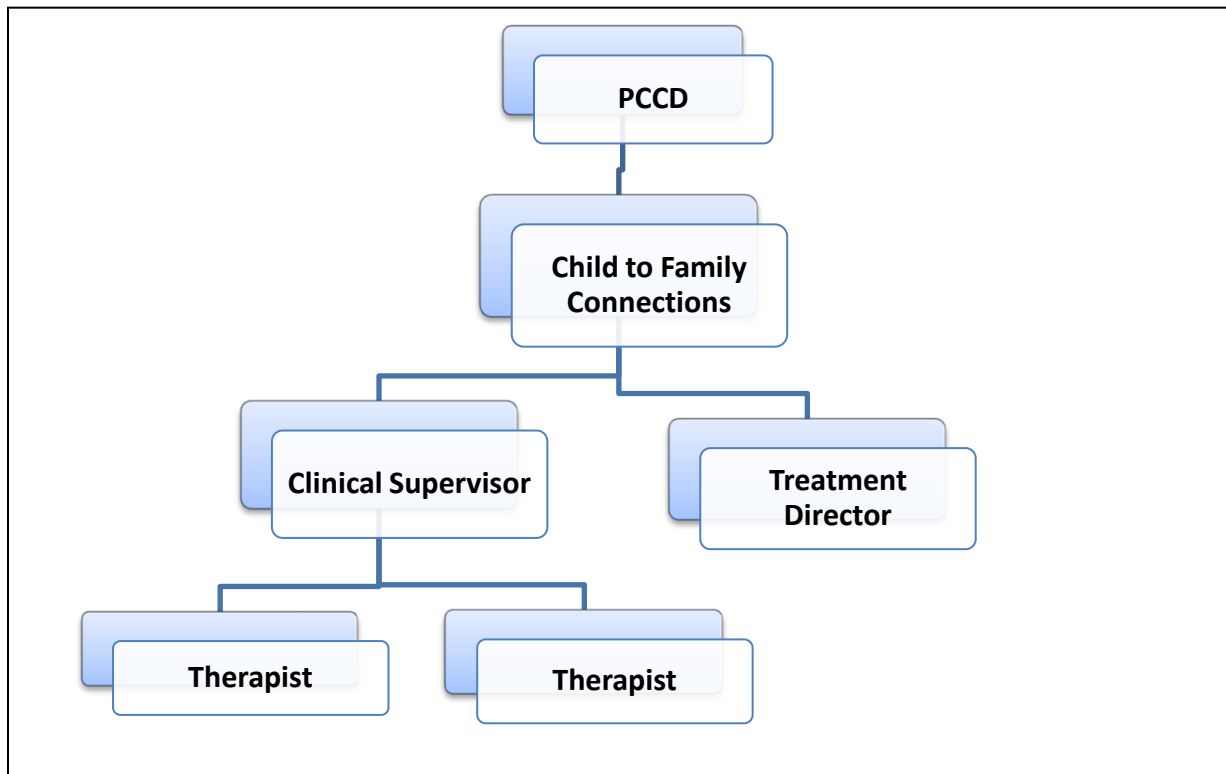 PCCD
Child to Family
Connections
Clinical Supervisor
Treatment
Director
Therapist
Therapist